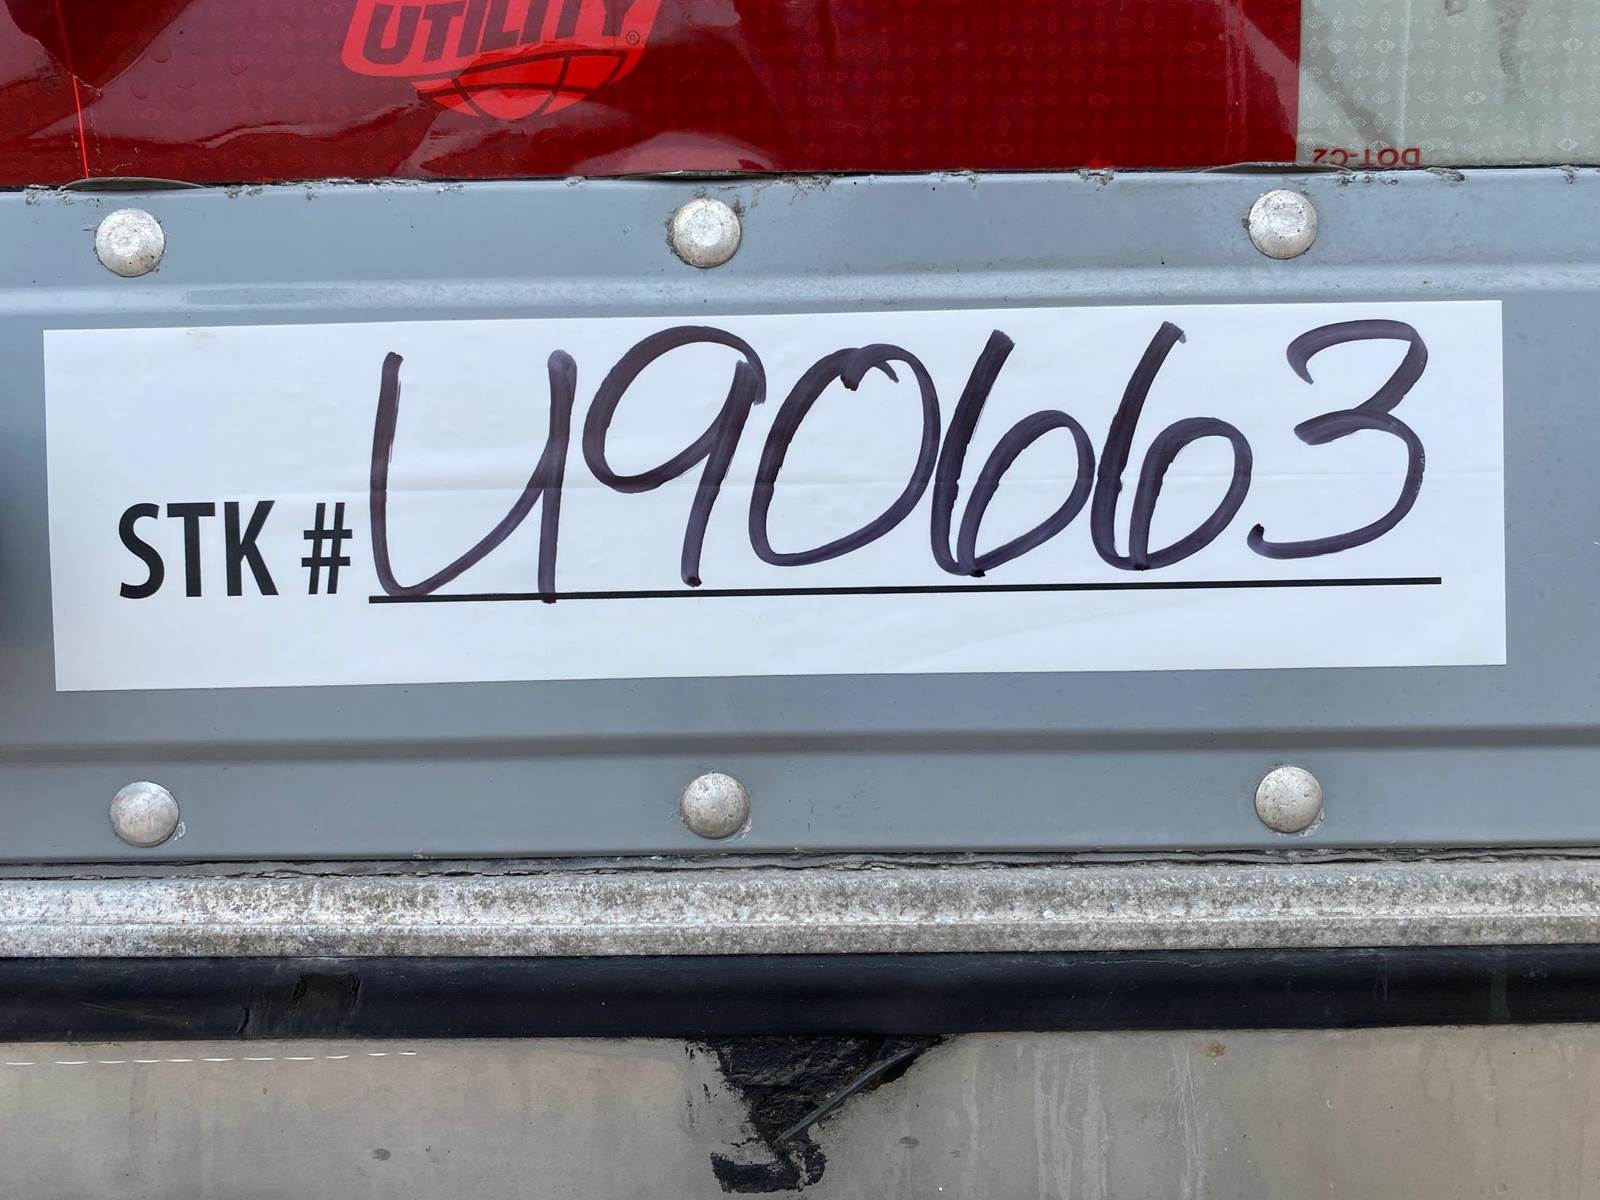 UTILITY®
DOT-C2
STK # U90663